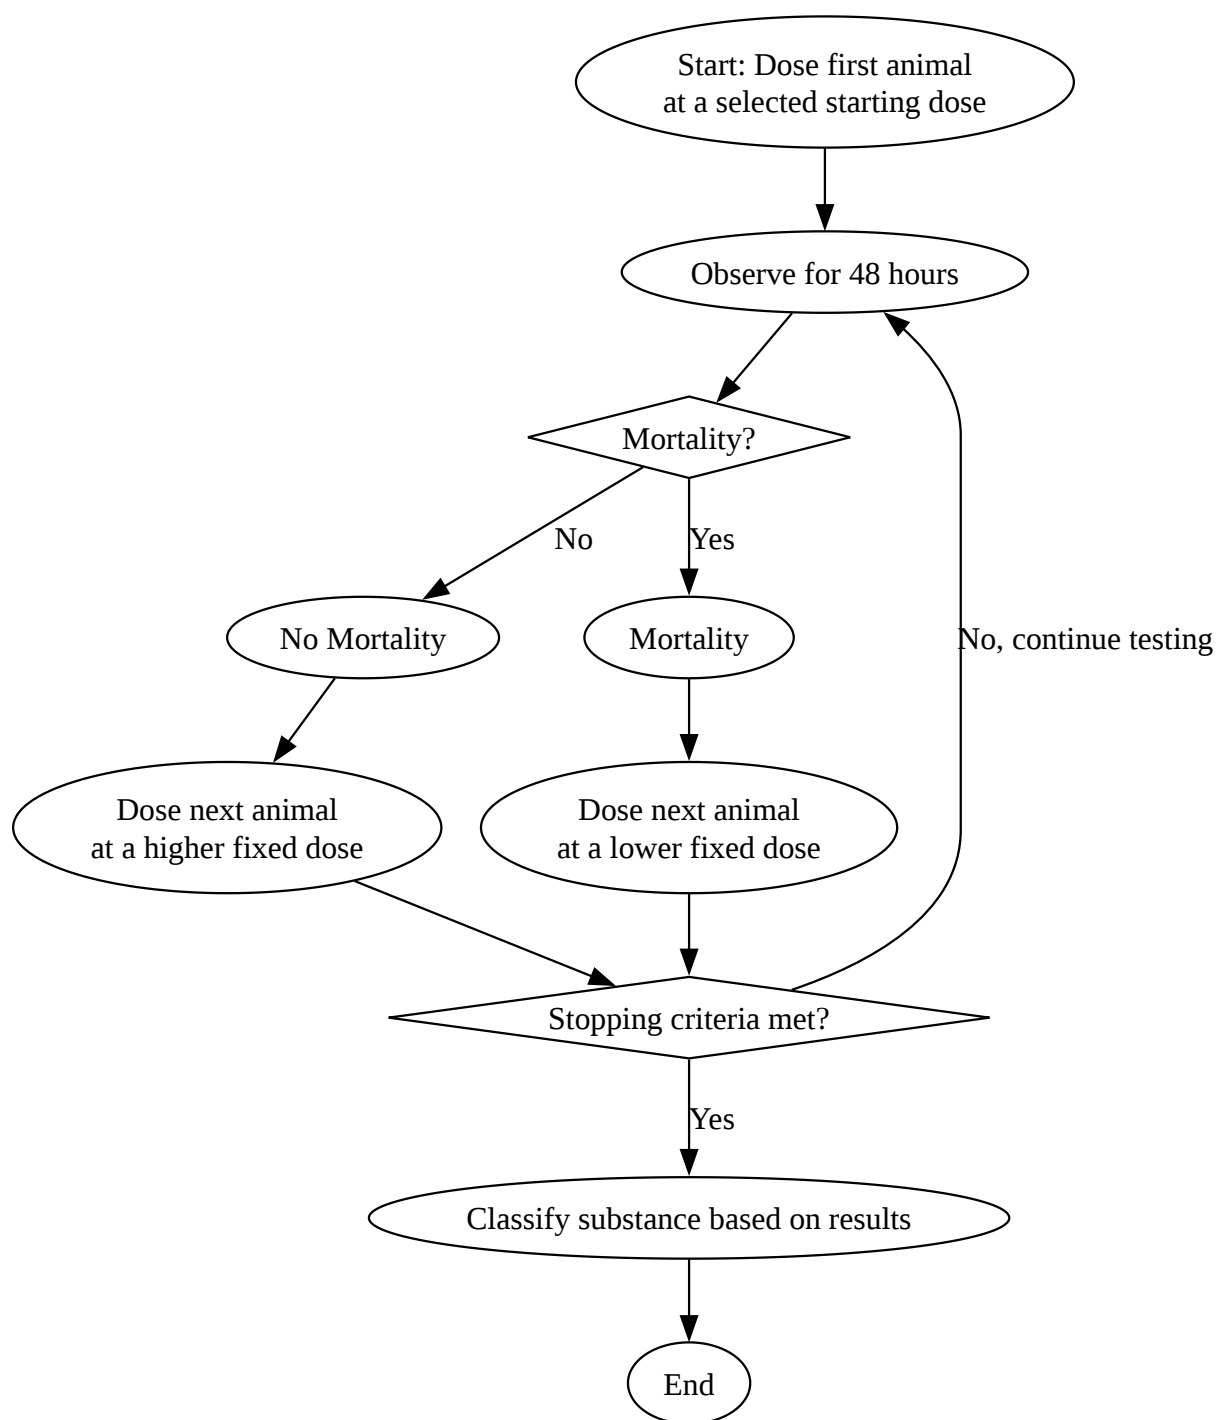 Start: Dose first animal
at a selected starting dose
Observe for 48 hours
Mortality?
No
Yes
No Mortality
Mortality
No, continue testing
Dose next animal
at a higher fixed dose
Dose next animal
at a lower fixed dose
Stopping criteria met?
Yes
Classify substance based on results
End